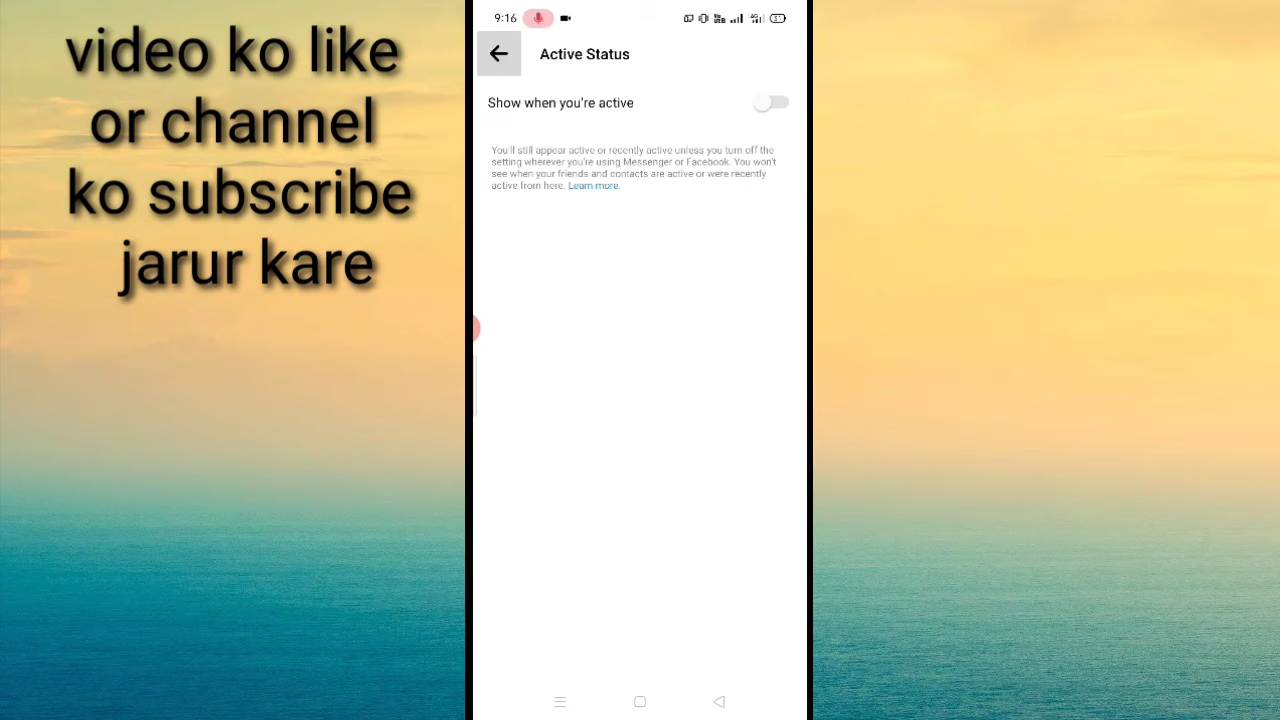 video ko like
or channel
ko subscribe
jarur kare
9:16
Active Status
Show when you're active
You'll still appear active or recently active unless you turn off the
setting wherever you're using Messenger or Facebook. You won't
see when your friends and contacts are active or were recently
active from here. Learn more.